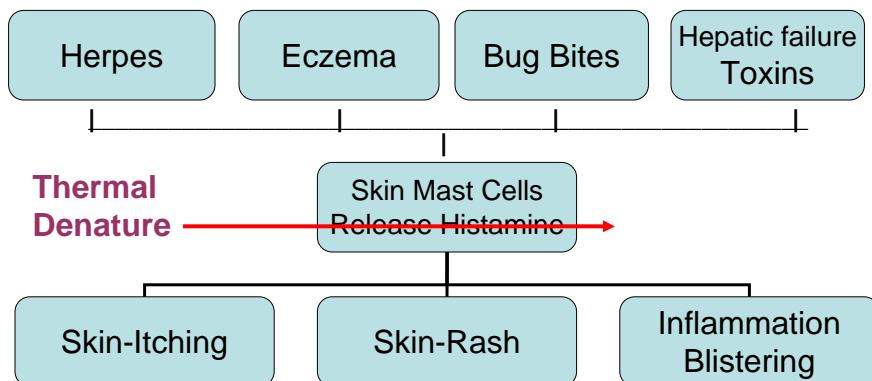 Herpes
Eczema
Bug Bites
Hepatic failure
Toxins
Thermal
Denature
Skin Mast Cells
Release Histamine
Skin-Itching
Skin-Rash
Inflammation
Blistering